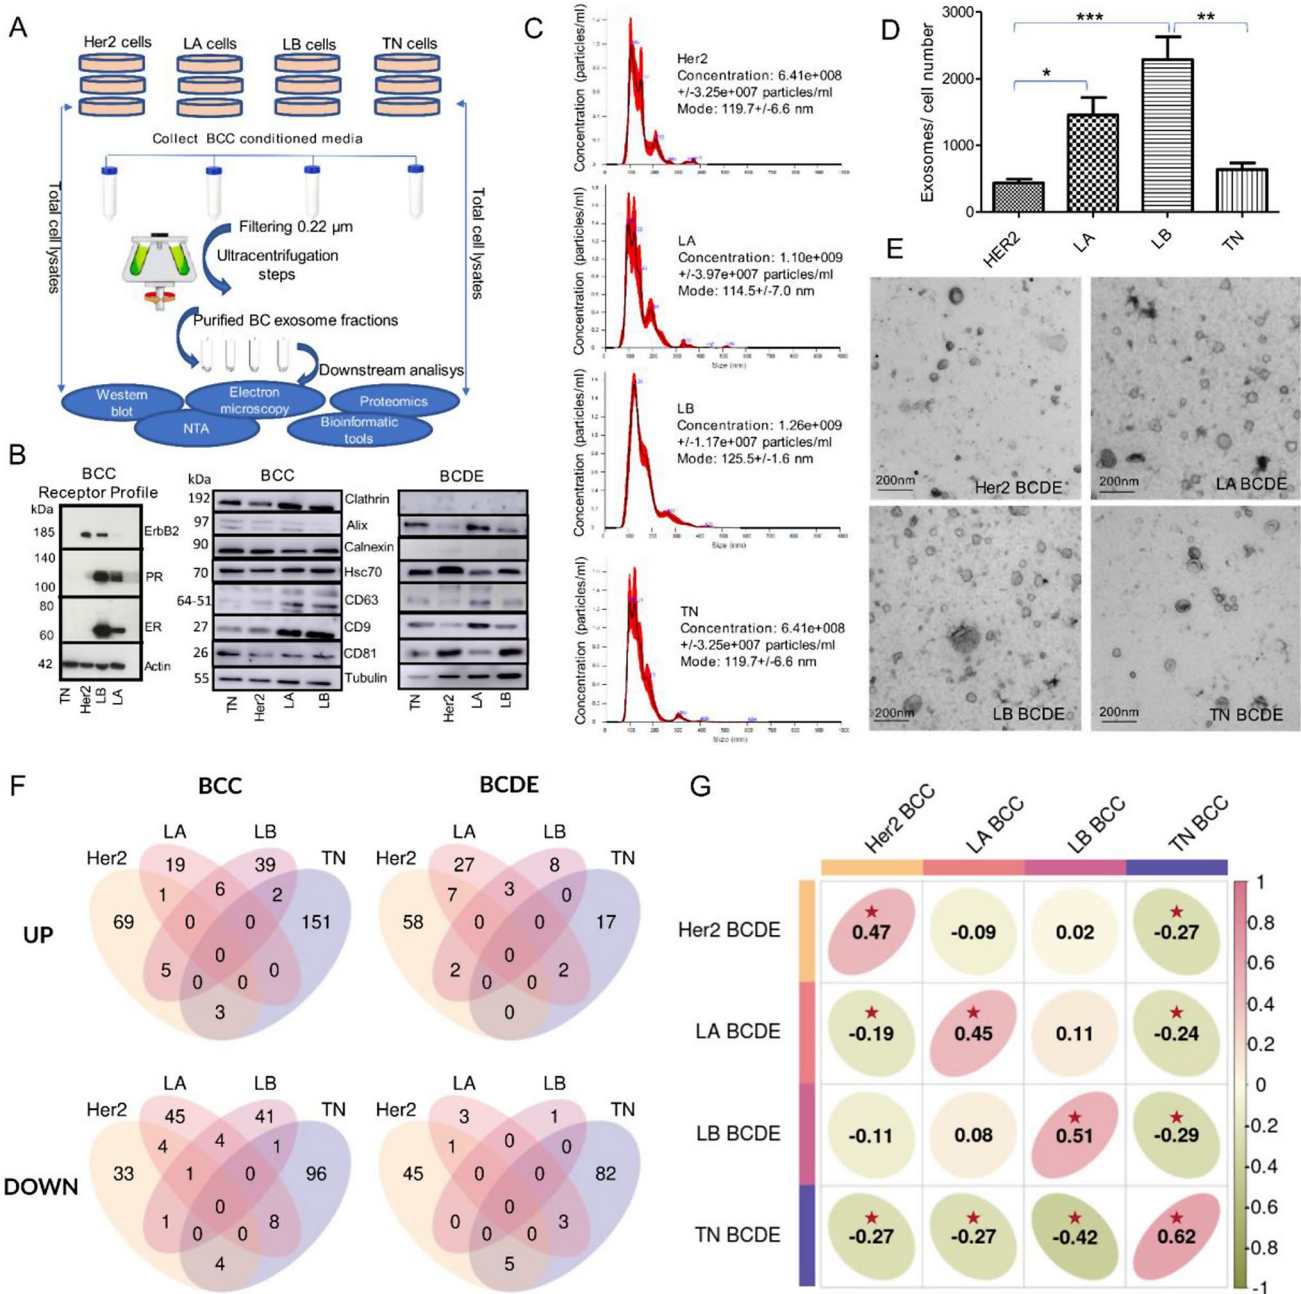 A
Her2 cells
LA cells
LB cells
TN cells
Collect BCC conditioned media
Total cell lysates
Total cell lysates
Filtering 0.22 µm
Ultracentrifugation
steps
Purified BC exosome fractions
Downstream analisys
Western
blot
Electron
microscopy
Proteomics
NTA
Bioinformatic
tools
B
BCC
Receptor Profile
kDa
185
140
100
80
60
42
ErbB2
PR
ER
Actin
TN
Her2
LB
LA
BCC
kDa
192
97
90
70
64-51
27
26
55
Clathrin
Alix
Calnexin
Hsc70
CD63
CD9
CD81
Tubulin
TN
Her2
LA
LB
BCDE
TN
Her2
LA
LB
C
Concentration (particles/ml)
Her2
Concentration: 6.41e+008
+/-3.25e+007 particles/ml
Mode: 119.7+/-6.6 nm
Concentration (particles/ml)
LA
Concentration: 1.10e+009
+/-3.97e+007 particles/ml
Mode: 114.5+/-7.0 nm
Size (nm)
Concentration (particles/ml)
LB
Concentration: 1.26e+009
+/-1.17e+007 particles/ml
Mode: 125.5+/-1.6 nm
Size (nm)
Concentration (particles/ml)
TN
Concentration: 6.41e+008
+/-3.25e+007 particles/ml
Mode: 119.7+/-6.6 nm
Size (nm)
D
Exosomes/ cell number
3000
2000
1000
0
*
***
**
HER2
LA
LB
TN
E
200nm
Her2 BCDE
200nm
LA BCDE
200nm
LB BCDE
200nm
TN BCDE
F
BCC
BCDE
UP
LA
LB
Her2
TN
19
39
1
6
2
69
0
0
151
0
5
0
0
0
3
LA
LB
Her2
TN
27
8
7
3
0
58
0
0
17
0
2
0
0
2
0
DOWN
LA
LB
Her2
TN
45
41
4
4
1
33
1
0
96
0
1
0
0
8
4
LA
LB
Her2
TN
3
1
1
0
0
45
0
0
82
0
0
0
0
3
5
G
Her2 BCC
LA BCC
LB BCC
TN BCC
Her2 BCDE
0.47
-0.09
0.02
-0.27
LA BCDE
-0.19
0.45
0.11
-0.24
LB BCDE
-0.11
0.08
0.51
-0.29
TN BCDE
-0.27
-0.27
-0.42
0.62
1
0.8
0.6
0.4
0.2
0
-0.2
-0.4
-0.6
-0.8
-1